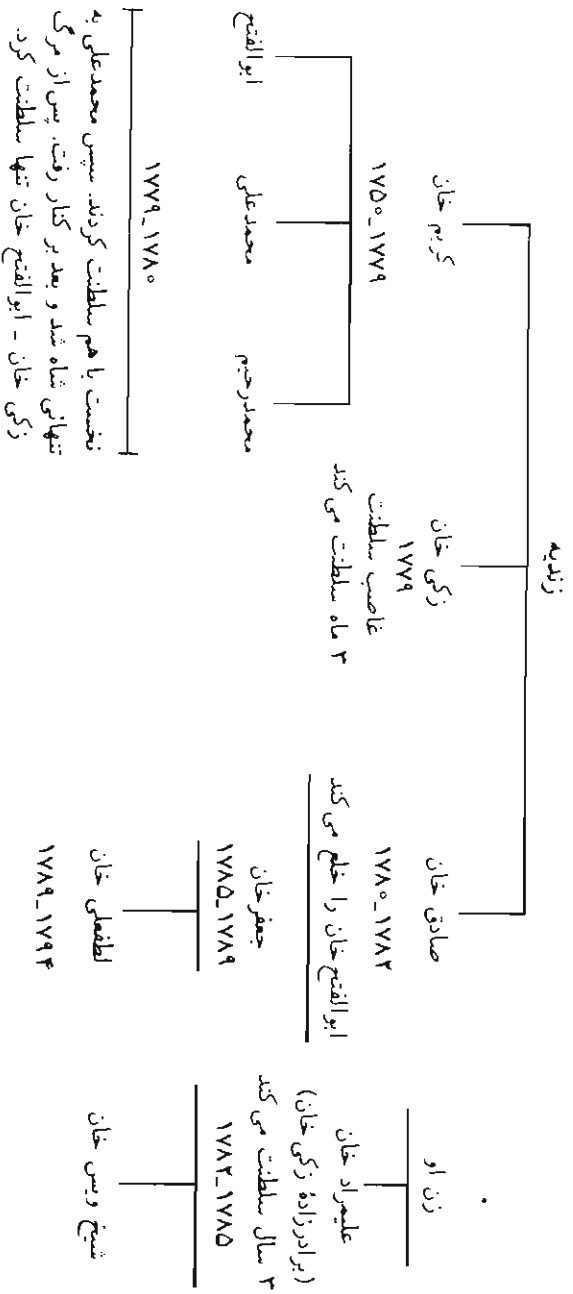 زندیه
کریم خان
۱۷۵۰_۱۷۷۹
ابوالفتح
محمدعلی
محمدرحیم
۱۷۷۹_۱۷۸۰
نخست با هم سلطنت کردند. سپس محمدعلی به
تنهائی شاه شد و بعد بر کنار رفت. پس از مرگ
زکی خان - ابوالفتح خان تنها سلطنت کرد.
زکی خان
۱۷۷۹
غاصب سلطنت
۳ ماه سلطنت می کند
صادق خان
۱۷۸۰_۱۷۸۲
ابوالفتح خان را خلع می کند
جعفرخان
۱۷۸۵_۱۷۸۹
لطفعلی خان
۱۷۸۹_۱۷۹۴
زن او
علیمراد خان
(برادرزادهٔ زکی خان)
۳ سال سلطنت می کند
۱۷۸۲_۱۷۸۵
شیخ ویس خان